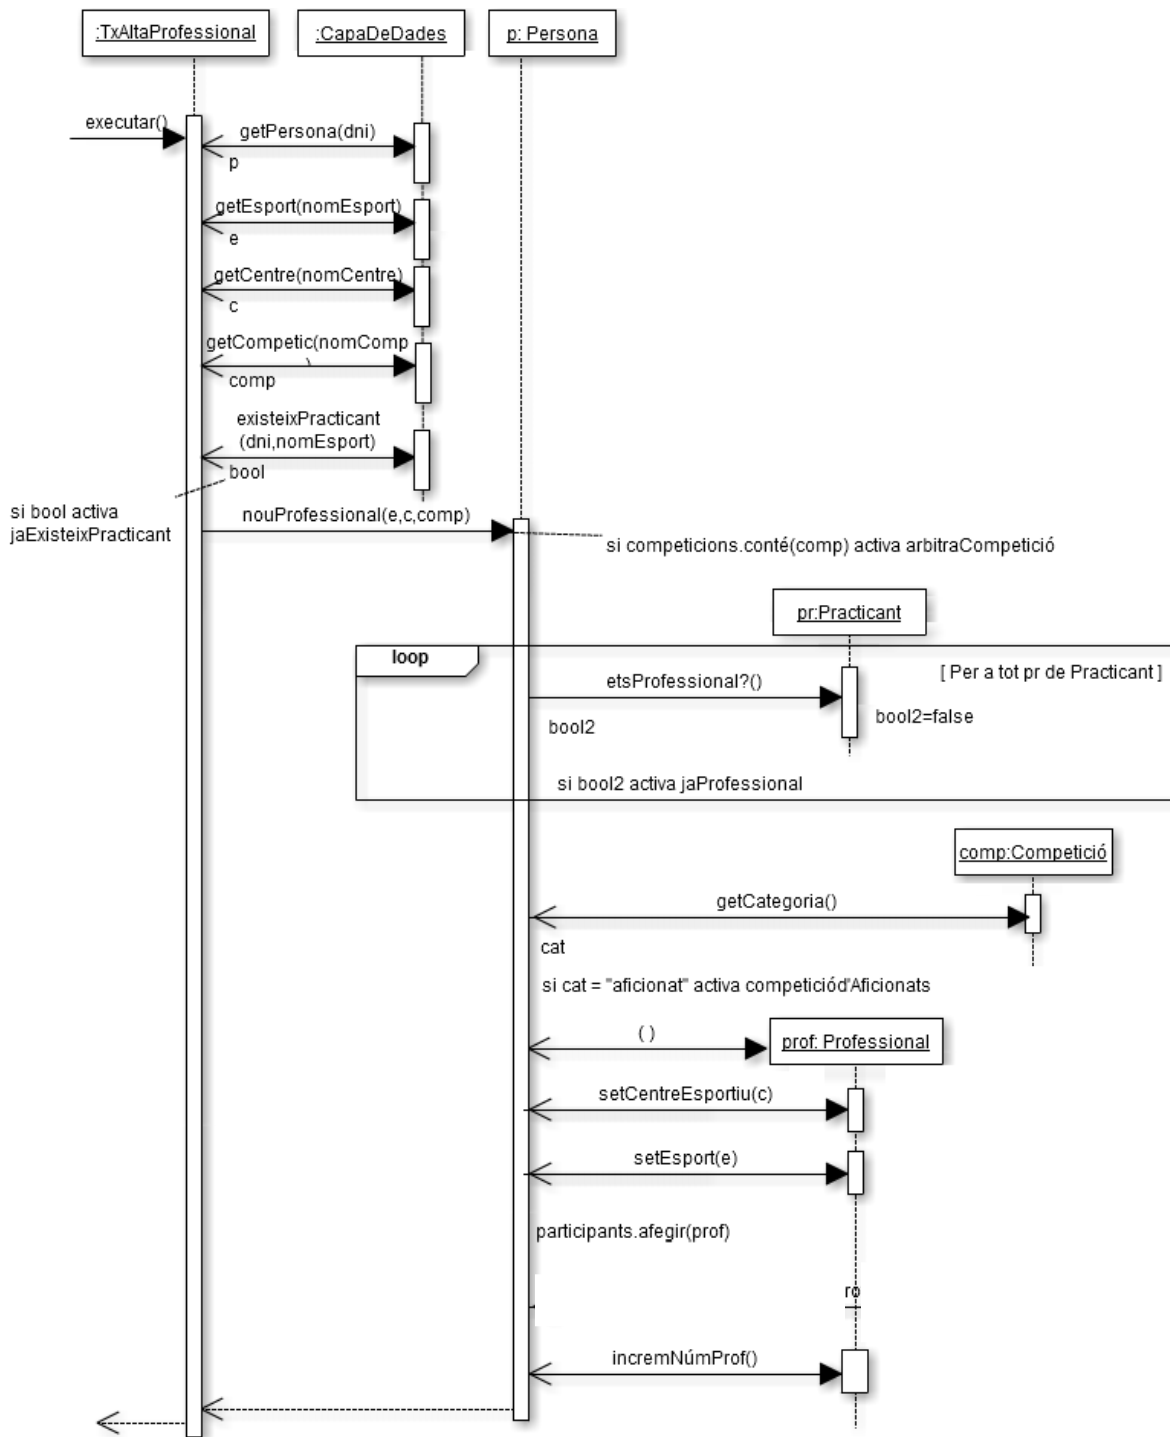 :TxAltaProfessional
:CapaDeDades
p: Persona
executar()
getPersona(dni)
p
getEsport(nomEsport)
e
getCentre(nomCentre)
c
getCompetic(nomComp
)
comp
existeixPracticant
(dni,nomEsport)
bool
si bool activa
jaExisteixPracticant
nouProfessional(e,c,comp)
si competicions.conté(comp) activa arbitraCompetició
pr:Practicant
loop
[ Per a tot pr de Practicant ]
etsProfessional?()
bool2
bool2=false
si bool2 activa jaProfessional
comp:Competició
getCategoria()
cat
si cat = "aficionat" activa competiciód'Aficionats
( )
prof: Professional
setCentreEsportiu(c)
setEsport(e)
participants.afegir(prof)
ro
incremNúmProf()